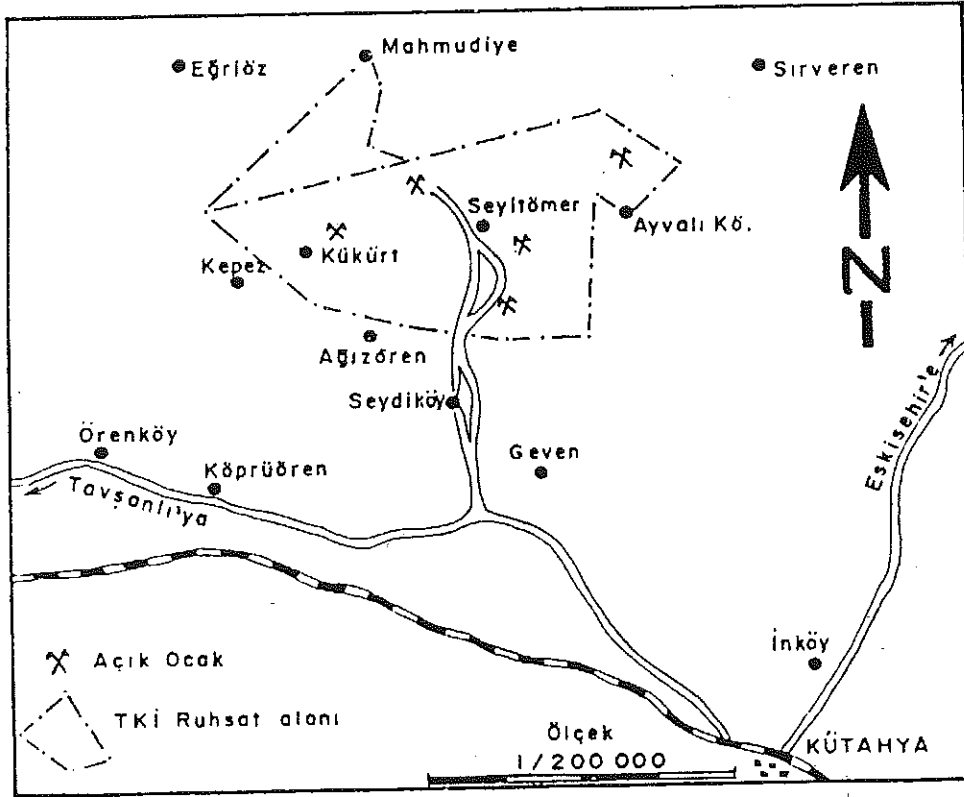 Mahmudiye
Eğriöz
Sırveren
Seyitömer
Ayvalı Kö.
Kükürt
Kepez
N
Ağızören
Seydiköy
Eskişehir'e
Örenköy
Geven
Köprüören
Tavşanlı'ya
İnköy
Açık Ocak
TKİ Ruhsat alanı
Ölçek
1/200 000
KÜTAHYA